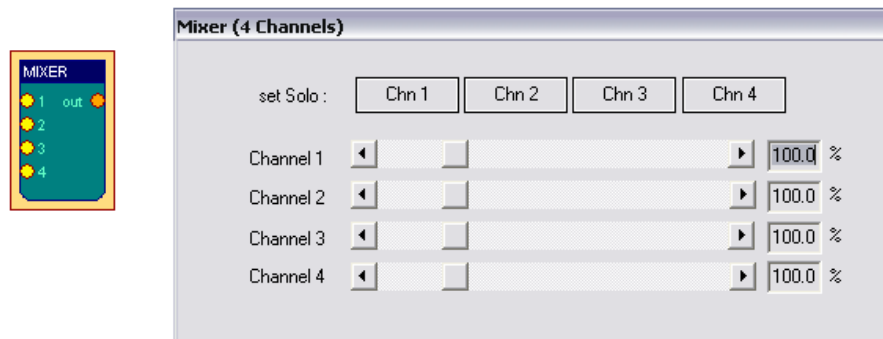 Mixer (4 Channels)
MIXER
1 out
2
3
4
set Solo : Chn 1 Chn 2 Chn 3 Chn 4
Channel 1 100.0 %
Channel 2 100.0 %
Channel 3 100.0 %
Channel 4 100.0 %